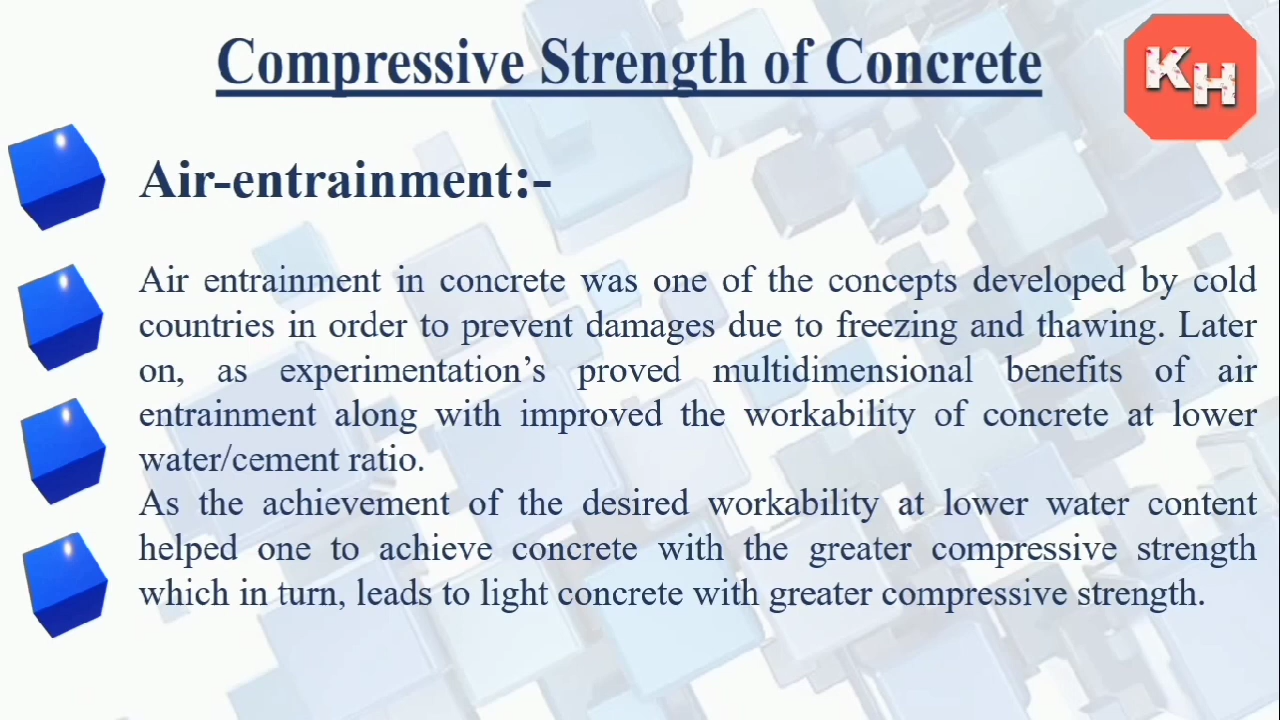 Compressive Strength of Concrete
KH
Air-entrainment:-
Air entrainment in concrete was one of the concepts developed by cold
countries in order to prevent damages due to freezing and thawing. Later
on, as experimentation’s proved multidimensional benefits of air
entrainment along with improved the workability of concrete at lower
water/cement ratio.
As the achievement of the desired workability at lower water content
helped one to achieve concrete with the greater compressive strength
which in turn, leads to light concrete with greater compressive strength.